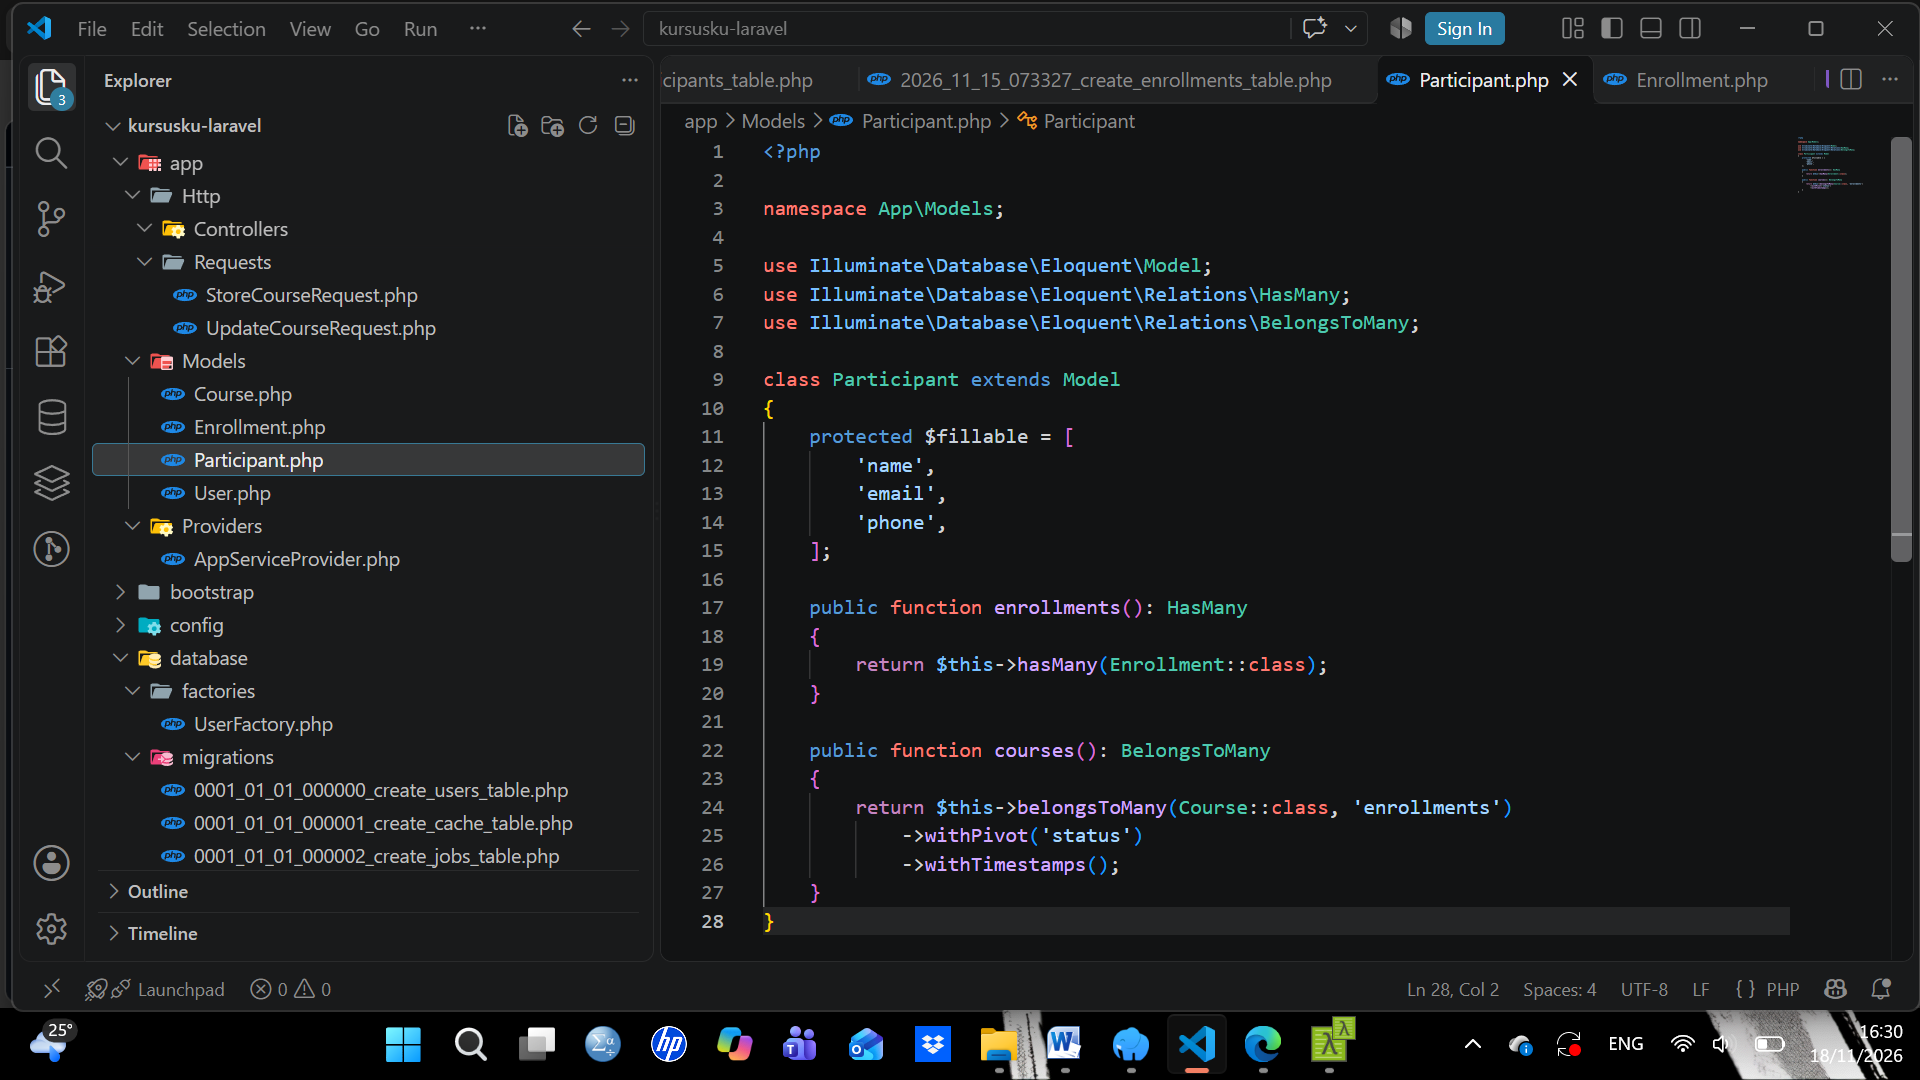 File Edit Selection View Go Run ···
kursusku-laravel
Sign In
Explorer
3
kursusku-laravel
app
Http
Controllers
Requests
StoreCourseRequest.php
UpdateCourseRequest.php
Models
Course.php
Enrollment.php
Participant.php
User.php
Providers
AppServiceProvider.php
bootstrap
config
database
factories
UserFactory.php
migrations
0001_01_01_000000_create_users_table.php
0001_01_01_000001_create_cache_table.php
0001_01_01_000002_create_jobs_table.php
Outline
Timeline
cipants_table.php 2026_11_15_073327_create_enrollments_table.php Participant.php Enrollment.php
app > Models > Participant.php > Participant
1 <?php
2
3 namespace App\Models;
4
5 use Illuminate\Database\Eloquent\Model;
6 use Illuminate\Database\Eloquent\Relations\HasMany;
7 use Illuminate\Database\Eloquent\Relations\BelongsToMany;
8
9 class Participant extends Model
10 {
11     protected $fillable = [
12         'name',
13         'email',
14         'phone',
15     ];
16
17     public function enrollments(): HasMany
18     {
19         return $this->hasMany(Enrollment::class);
20     }
21
22     public function courses(): BelongsToMany
23     {
24         return $this->belongsToMany(Course::class, 'enrollments')
25             ->withPivot('status')
26             ->withTimestamps();
27     }
28 }
Launchpad 0 0 Ln 28, Col 2 Spaces: 4 UTF-8 LF { } PHP
25° ENG 16:30
18/11/2026